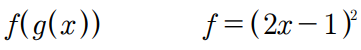 f(g(x))  f=(2x−1)²